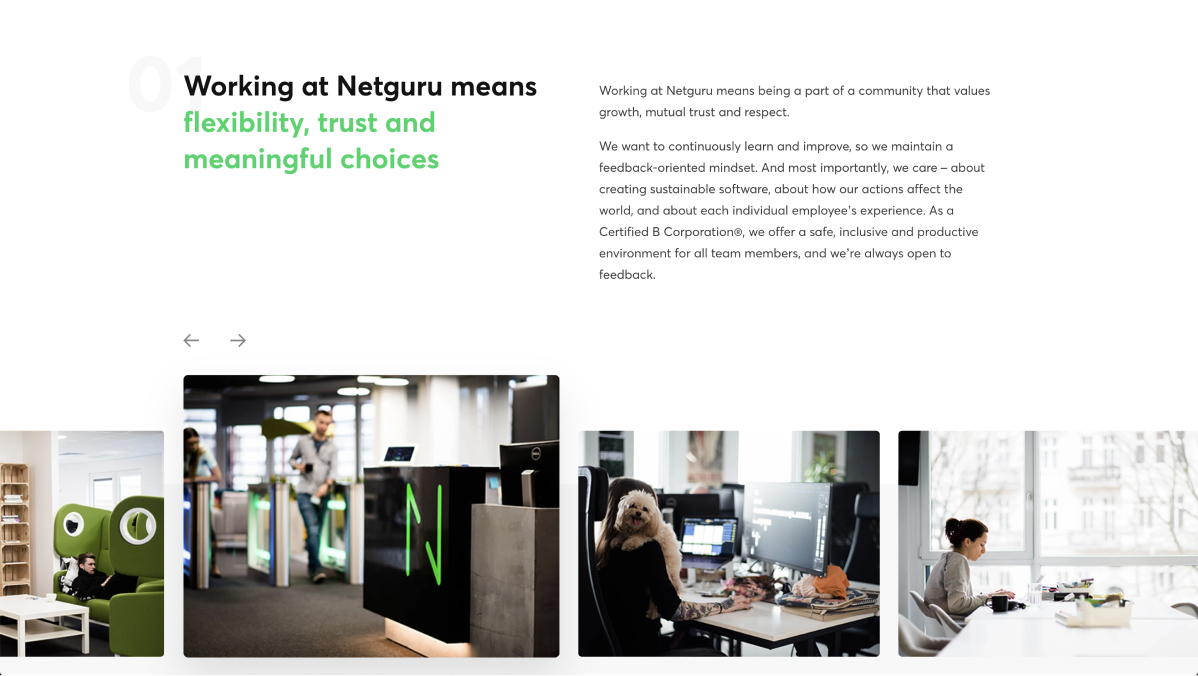 01
Working at Netguru means
flexibility, trust and
meaningful choices
Working at Netguru means being a part of a community that values
growth, mutual trust and respect.
We want to continuously learn and improve, so we maintain a
feedback-oriented mindset. And most importantly, we care – about
creating sustainable software, about how our actions affect the
world, and about each individual employee's experience. As a
Certified B Corporation®, we offer a safe, inclusive and productive
environment for all team members, and we're always open to
feedback.
N
DELL